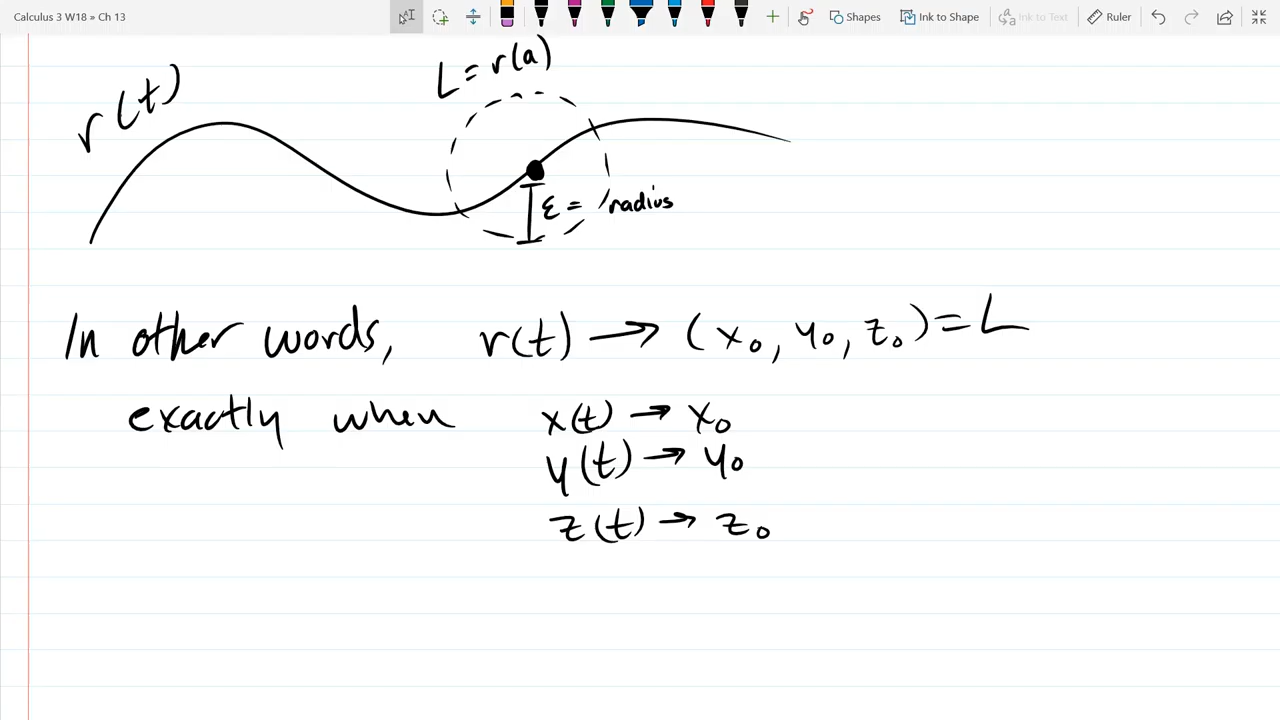 Calculus 3 W18 » Ch 13
Shapes Ink to Shape Ink to Text Ruler
L = r(a)
r(t)
ε = radius
In other words, r(t) → (x₀, y₀, z₀) = L
exactly when x(t) → x₀
y(t) → y₀
z(t) → z₀